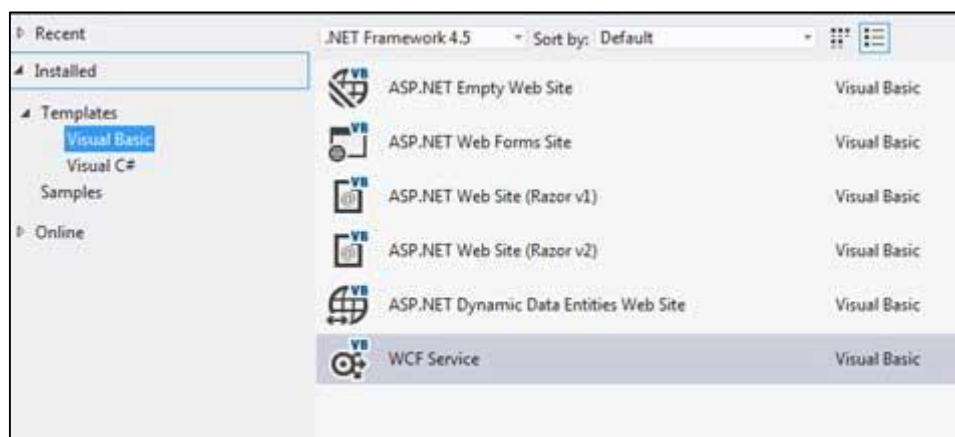 Recent
Installed
Templates
Visual Basic
Visual C#
Samples
Online
.NET Framework 4.5 Sort by: Default
VB ASP.NET Empty Web Site Visual Basic
VB ASP.NET Web Forms Site Visual Basic
VB @ ASP.NET Web Site (Razor v1) Visual Basic
VB @ ASP.NET Web Site (Razor v2) Visual Basic
VB ASP.NET Dynamic Data Entities Web Site Visual Basic
VB WCF Service Visual Basic